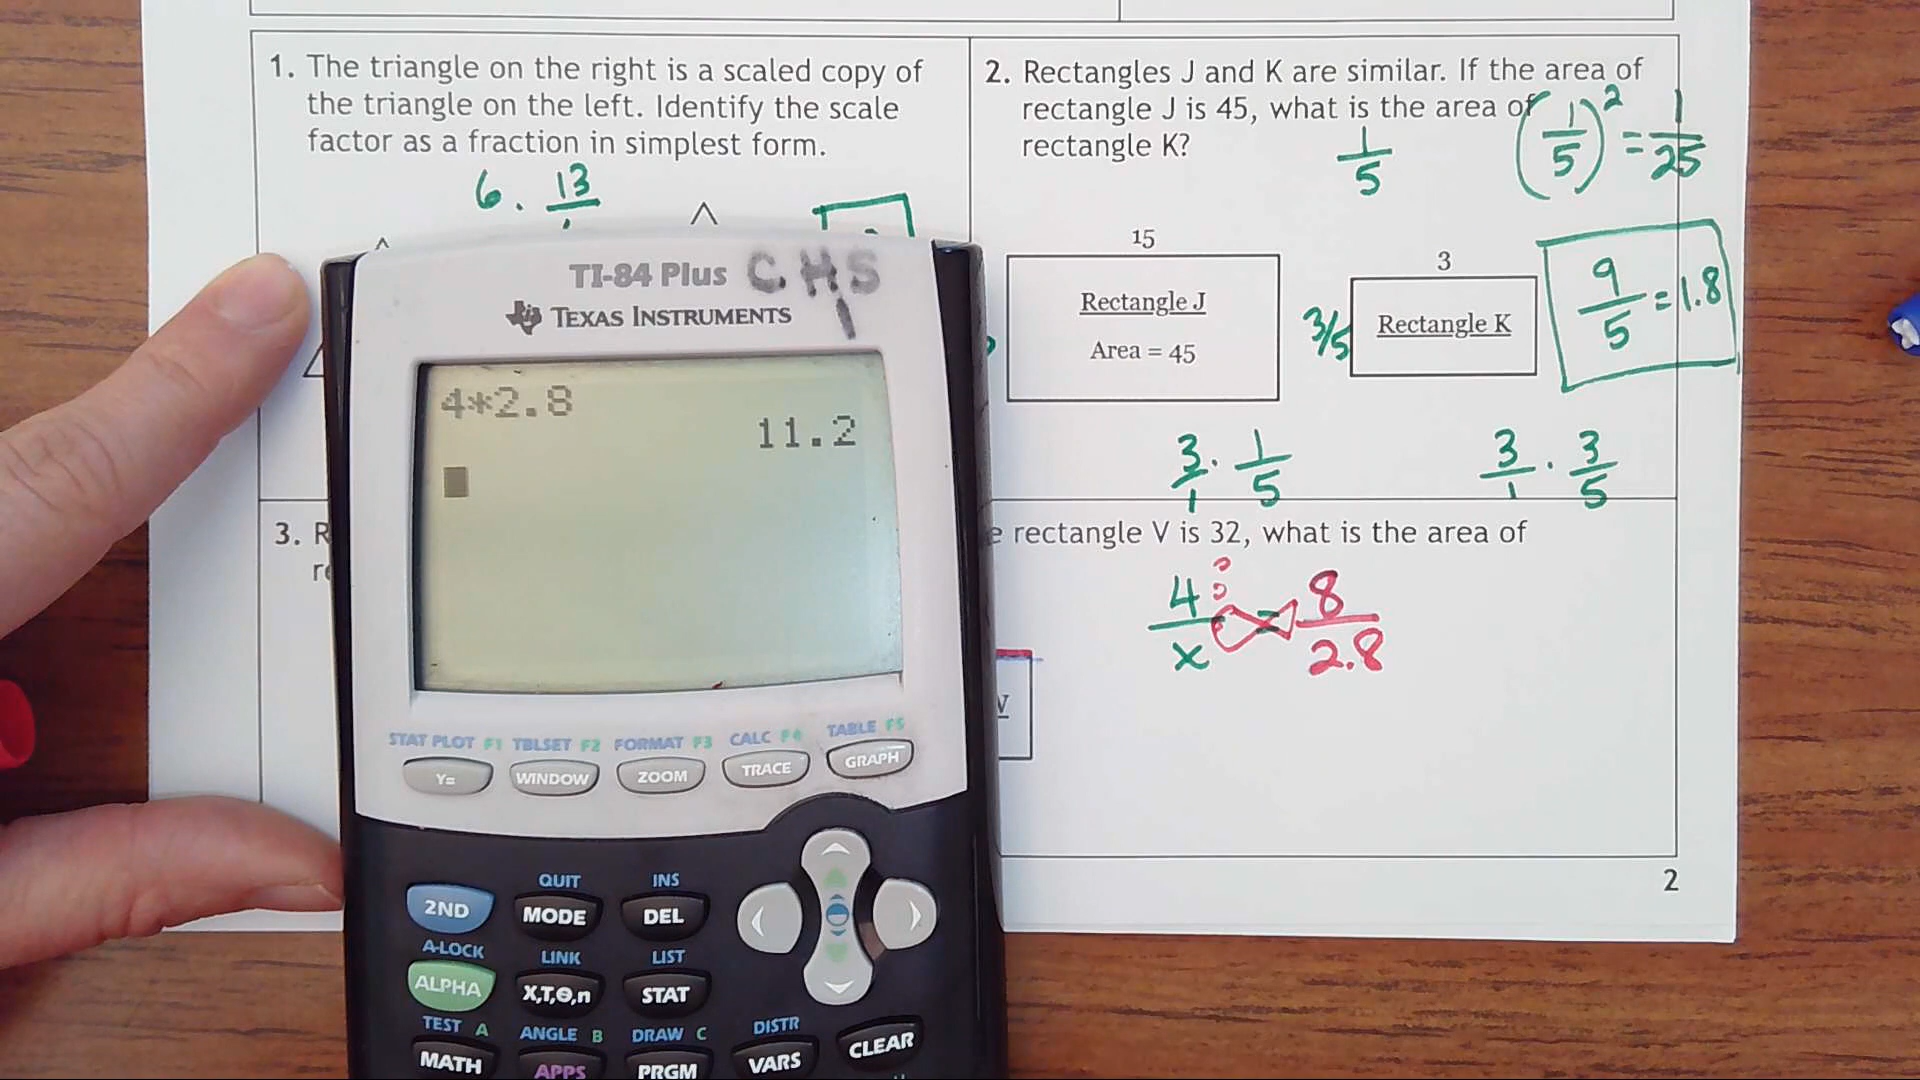 1. The triangle on the right is a scaled copy of
the triangle on the left. Identify the scale
factor as a fraction in simplest form.
6 . 13
2. Rectangles J and K are similar. If the area of
rectangle J is 45, what is the area of
rectangle K?
1/5
(1/5)² = 1/25
15
Rectangle J
Area = 45
3
3/5
Rectangle K
9/5 = 1.8
3/1 · 1/5
3/1 · 3/5
3. R
re
e rectangle V is 32, what is the area of
4/x = 8/2.8
V
2
TI-84 Plus CHS
1
TEXAS INSTRUMENTS
4*2.8
11.2
STAT PLOT F1 TBLSET F2 FORMAT F3 CALC F4 TABLE F5
Y= WINDOW ZOOM TRACE GRAPH
QUIT INS
2ND MODE DEL
A-LOCK LINK LIST
ALPHA X,T,Θ,n STAT
TEST A ANGLE B DRAW C DISTR
MATH APPS PRGM VARS CLEAR